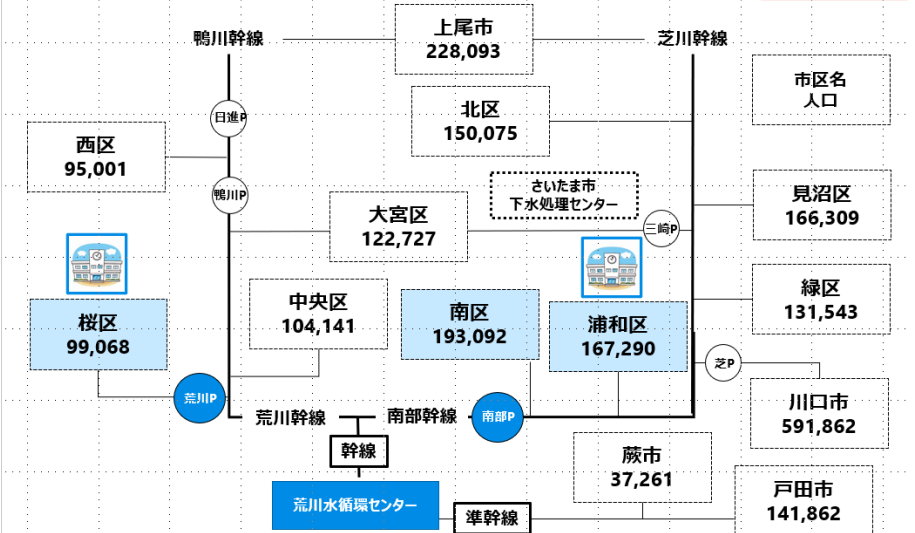 鴨川幹線
上尾市
228,093
芝川幹線
市区名
人口
日進P
北区
150,075
西区
95,001
鴨川P
大宮区
122,727
さいたま市
下水処理センター
三崎P
見沼区
166,309
桜区
99,068
中央区
104,141
南区
193,092
浦和区
167,290
緑区
131,543
荒川P
芝P
荒川幹線
南部幹線
南部P
川口市
591,862
幹線
蕨市
37,261
荒川水循環センター
準幹線
戸田市
141,862